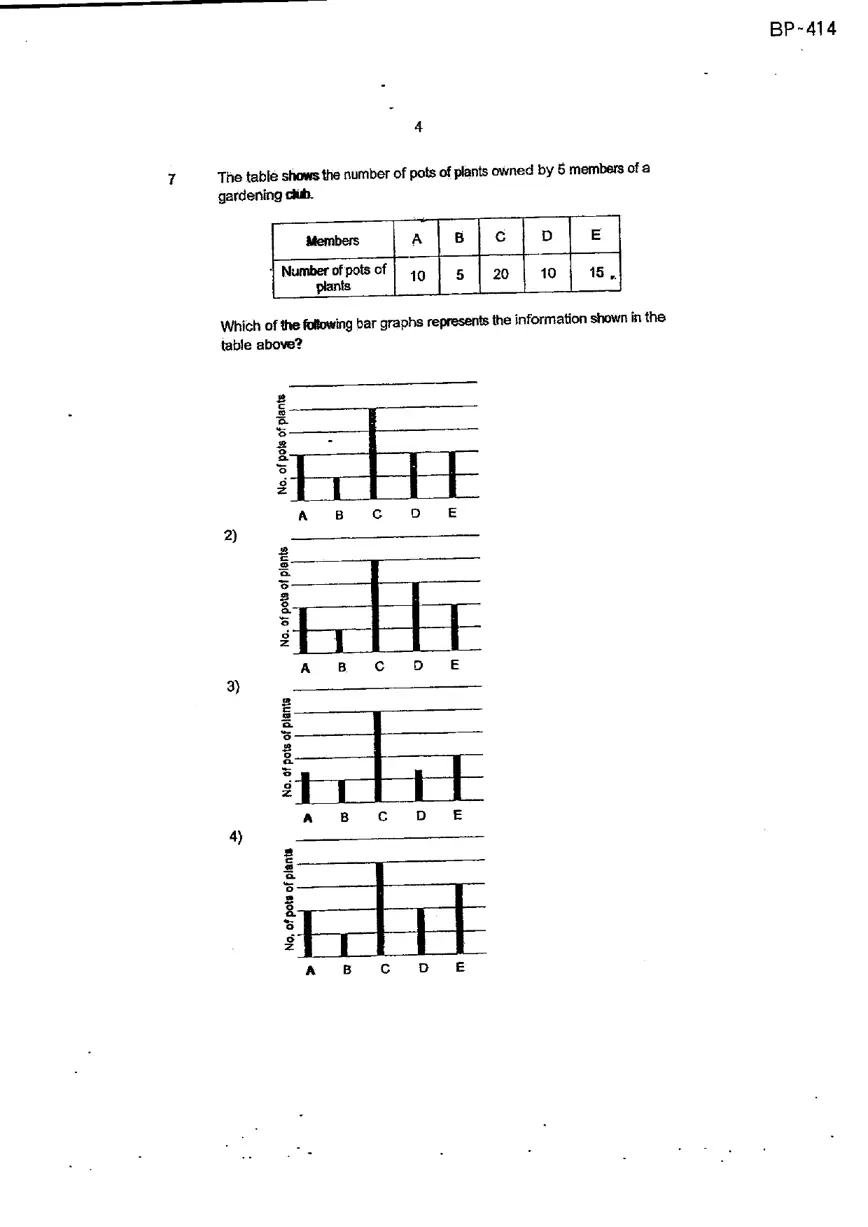 BP-414
4
7 The table shows the number of pots of plants owned by 5 members of a
gardening club.
Members A B C D E
Number of pots of plants 10 5 20 10 15
Which of the following bar graphs represents the information shown in the
table above?
No. of pots of plants
A B C D E
2)
No. of pots of plants
A B C D E
3)
No. of pots of plants
A B C D E
4)
No. of pots of plants
A B C D E